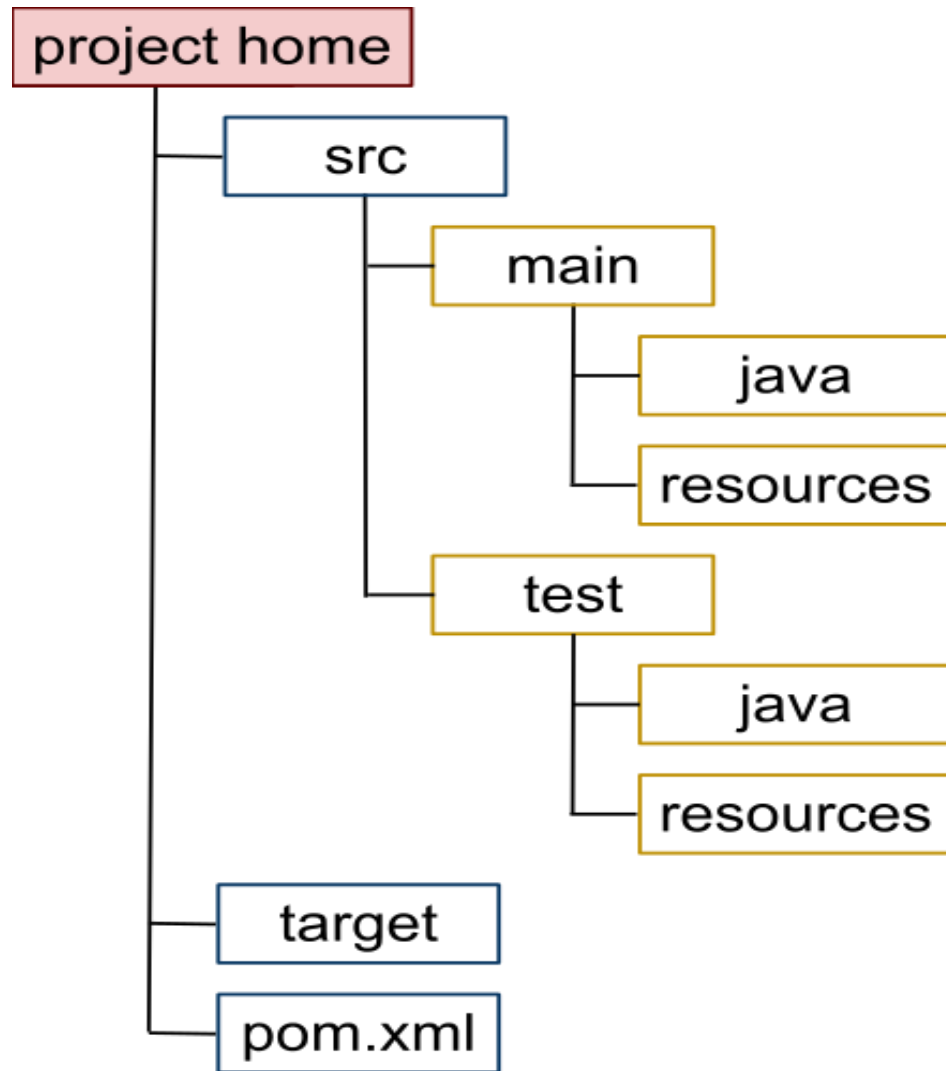 project home
src
main
java
resources
test
java
resources
target
pom.xml